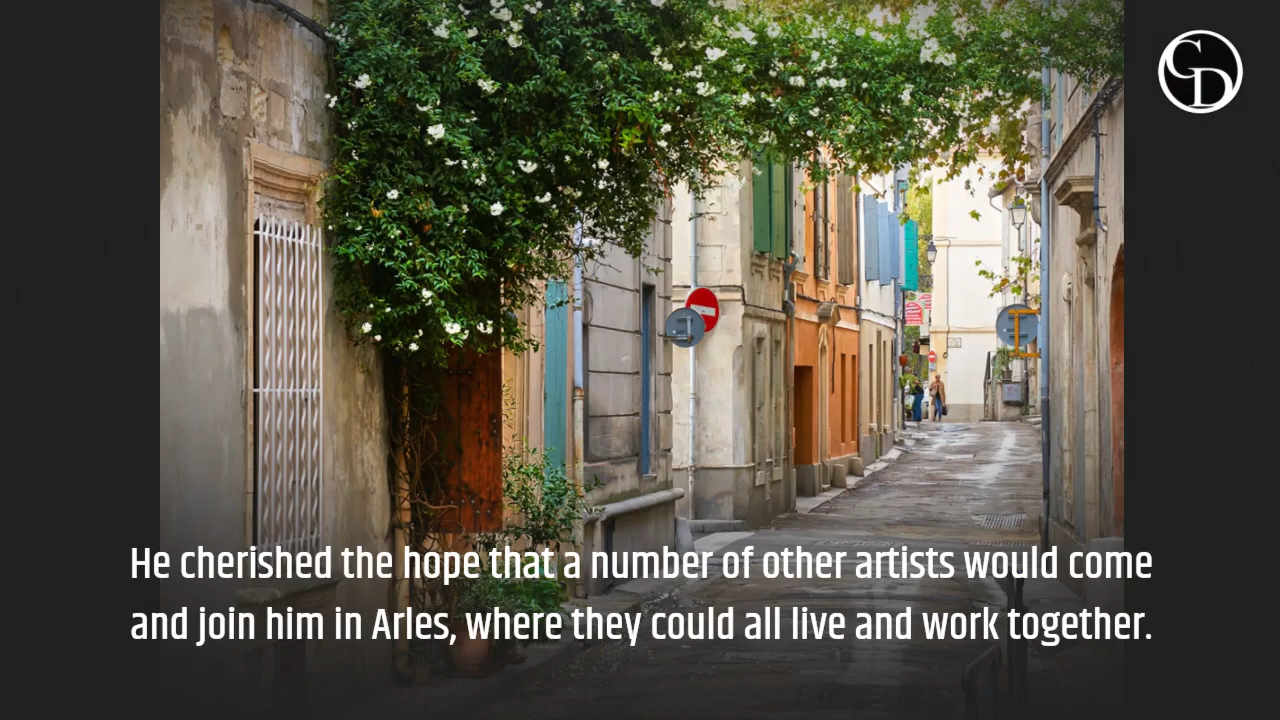 CD
He cherished the hope that a number of other artists would come
and join him in Arles, where they could all live and work together.